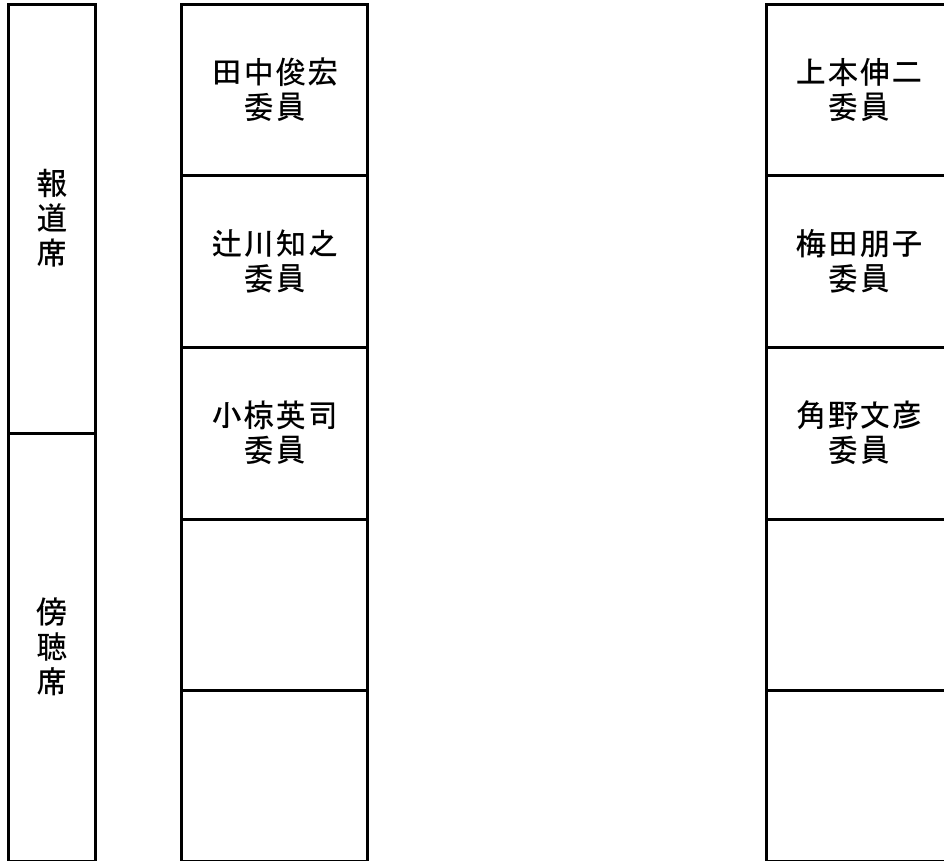 報道席
傍聴席
田中俊宏
委員
辻川知之
委員
小椋英司
委員
上本伸二
委員
梅田朋子
委員
角野文彦
委員